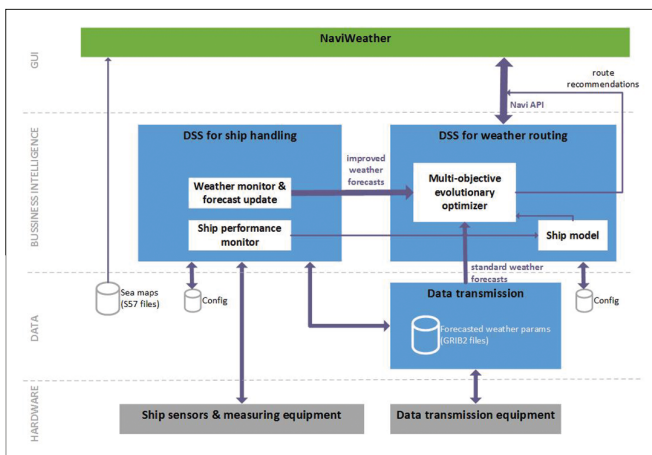 NaviWeather
GUI
route
recommendations
Navi API
BUSSINESS INTELLIGENCE
DSS for ship handling
DSS for weather routing
improved
weather
forecasts
Weather monitor &
forecast update
Multi-objective
evolutionary
optimizer
Ship performance
monitor
Ship model
standard weather
forecasts
DATA
Sea maps
(S57 files)
Config
Data transmission
Forecasted weather params
(GRIB2 files)
Config
HARDWARE
Ship sensors & measuring equipment
Data transmission equipment